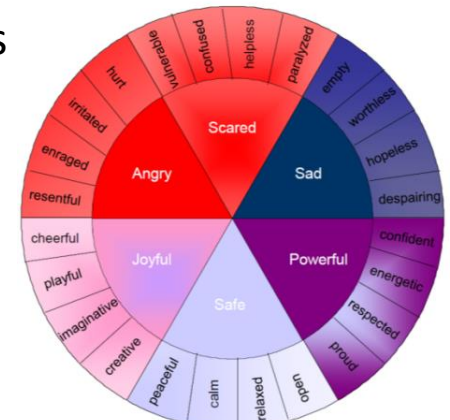 s
Scared
vulnerable
confused
helpless
paralyzed
Sad
empty
worthless
hopeless
despairing
Powerful
confident
energetic
respected
proud
Safe
open
relaxed
calm
peaceful
Joyful
creative
imaginative
playful
cheerful
Angry
resentful
enraged
irritated
hurt